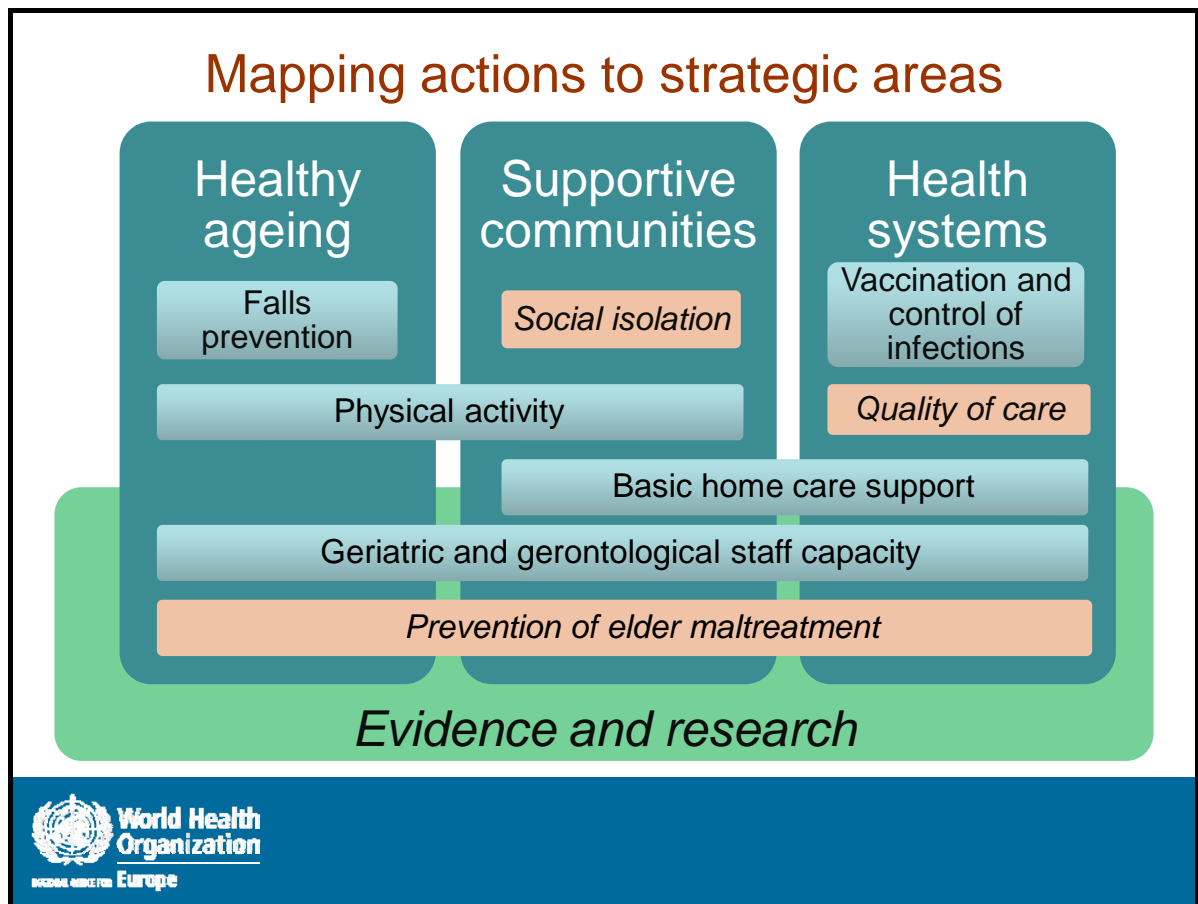 Mapping actions to strategic areas
Healthy
ageing
Supportive
communities
Health
systems
Falls
prevention
Social isolation
Vaccination and
control of
infections
Physical activity
Quality of care
Basic home care support
Geriatric and gerontological staff capacity
Prevention of elder maltreatment
Evidence and research
World Health
Organization
Europe